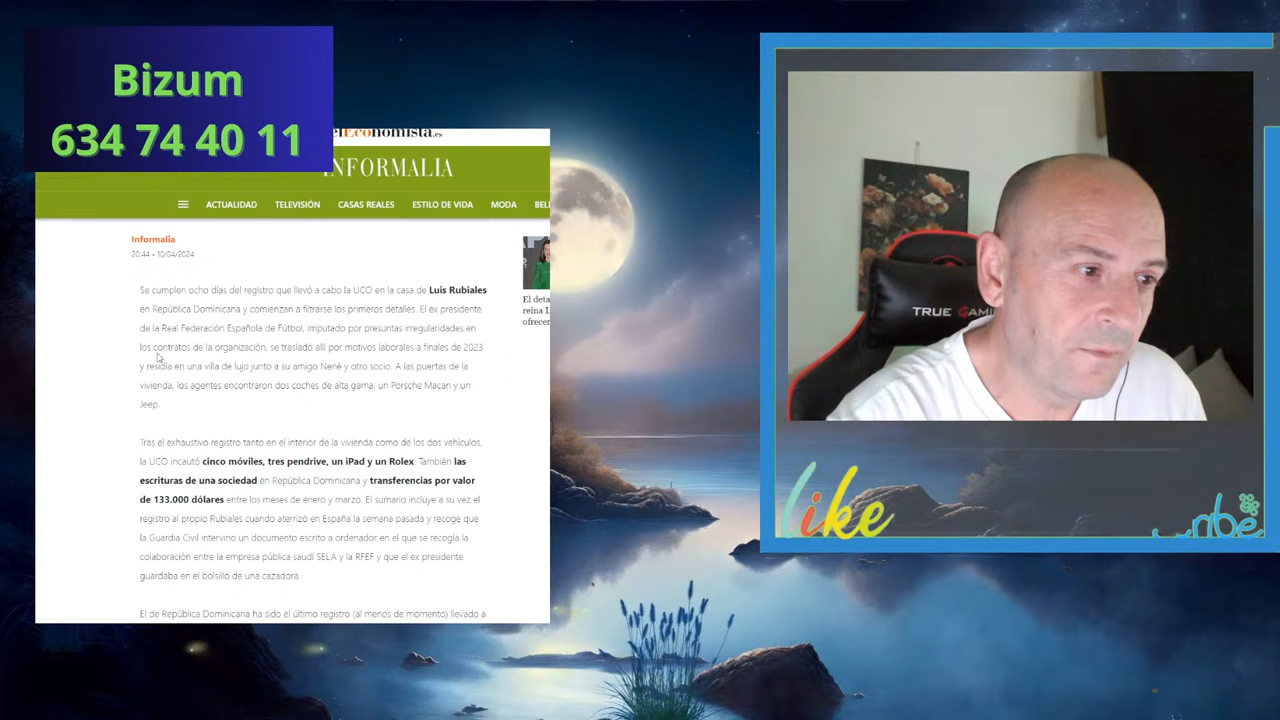 Bizum
634 74 40 11
elEconomista.es
INFORMALIA
ACTUALIDAD TELEVISIÓN CASAS REALES ESTILO DE VIDA MODA BEL
Informalia
20:44 - 10/04/2024
Se cumplen ocho días del registro que llevó a cabo la UCO en la casa de Luis Rubiales
en República Dominicana y comienzan a filtrarse los primeros detalles. El ex presidente
de la Real Federación Española de Fútbol, imputado por presuntas irregularidades en
los contratos de la organización, se trasladó allí por motivos laborales a finales de 2023
y residía en una villa de lujo junto a su amigo Nené y otro socio. A las puertas de la
vivienda, los agentes encontraron dos coches de alta gama: un Porsche Macan y un
Jeep.
Tras el exhaustivo registro tanto en el interior de la vivienda como de los dos vehículos,
la UCO incautó cinco móviles, tres pendrive, un iPad y un Rolex. También las
escrituras de una sociedad en República Dominicana y transferencias por valor
de 133.000 dólares entre los meses de enero y marzo. El sumario incluye a su vez el
registro al propio Rubiales cuando aterrizó en España la semana pasada y recoge que
la Guardia Civil intervino un documento escrito a ordenador en el que se recogía la
colaboración entre la empresa pública saudí SELA y la RFEF y que el ex presidente
guardaba en el bolsillo de una cazadora.
El de República Dominicana ha sido el último registro (al menos de momento) llevado a
El deta
reina L
ofrecer
TRUE GAMI
like